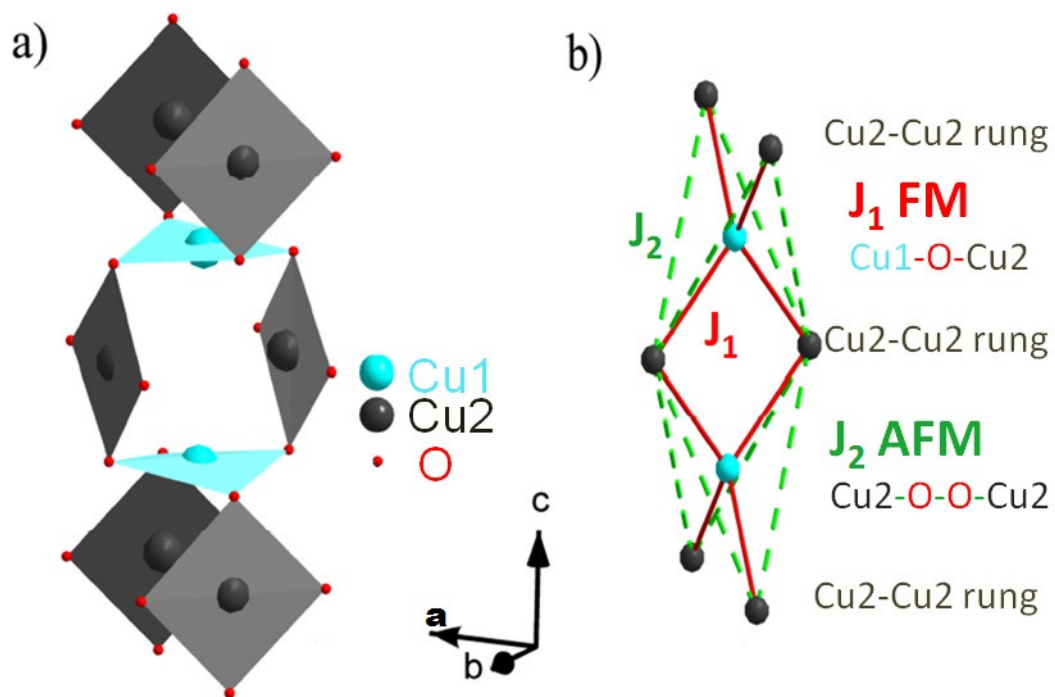 a)
Cu1
Cu2
O
c
a
b
b)
Cu2-Cu2 rung
J₁ FM
J₂
Cu1-O-Cu2
J₁
Cu2-Cu2 rung
J₂ AFM
Cu2-O-O-Cu2
Cu2-Cu2 rung